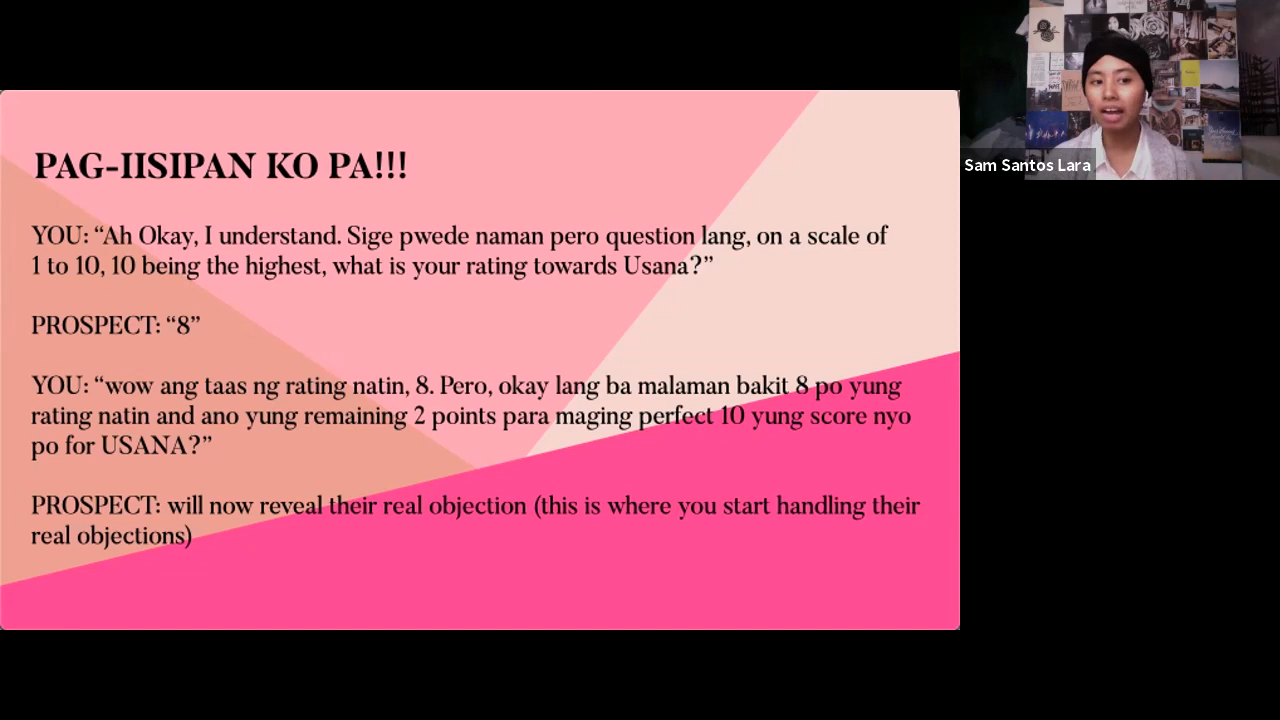 PAG-IISIPAN KO PA!!!
YOU: “Ah Okay, I understand. Sige pwede naman pero question lang, on a scale of
1 to 10, 10 being the highest, what is your rating towards Usana?”
PROSPECT: “8”
YOU: “wow ang taas ng rating natin, 8. Pero, okay lang ba malaman bakit 8 po yung
rating natin and ano yung remaining 2 points para maging perfect 10 yung score nyo
po for USANA?”
PROSPECT: will now reveal their real objection (this is where you start handling their
real objections)
Sam Santos Lara